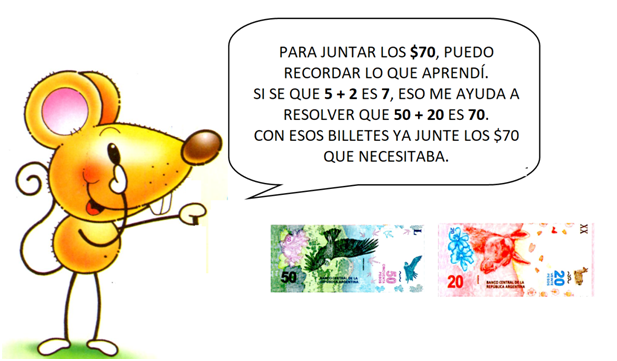 PARA JUNTAR LOS $70, PUEDO
RECORDAR LO QUE APRENDÍ.
SI SE QUE 5 + 2 ES 7, ESO ME AYUDA A
RESOLVER QUE 50 + 20 ES 70.
CON ESOS BILLETES YA JUNTE LOS $70
QUE NECESITABA.
50
BANCO CENTRAL DE LA
REPÚBLICA ARGENTINA
50
20
BANCO CENTRAL DE LA
REPÚBLICA ARGENTINA
20
XX